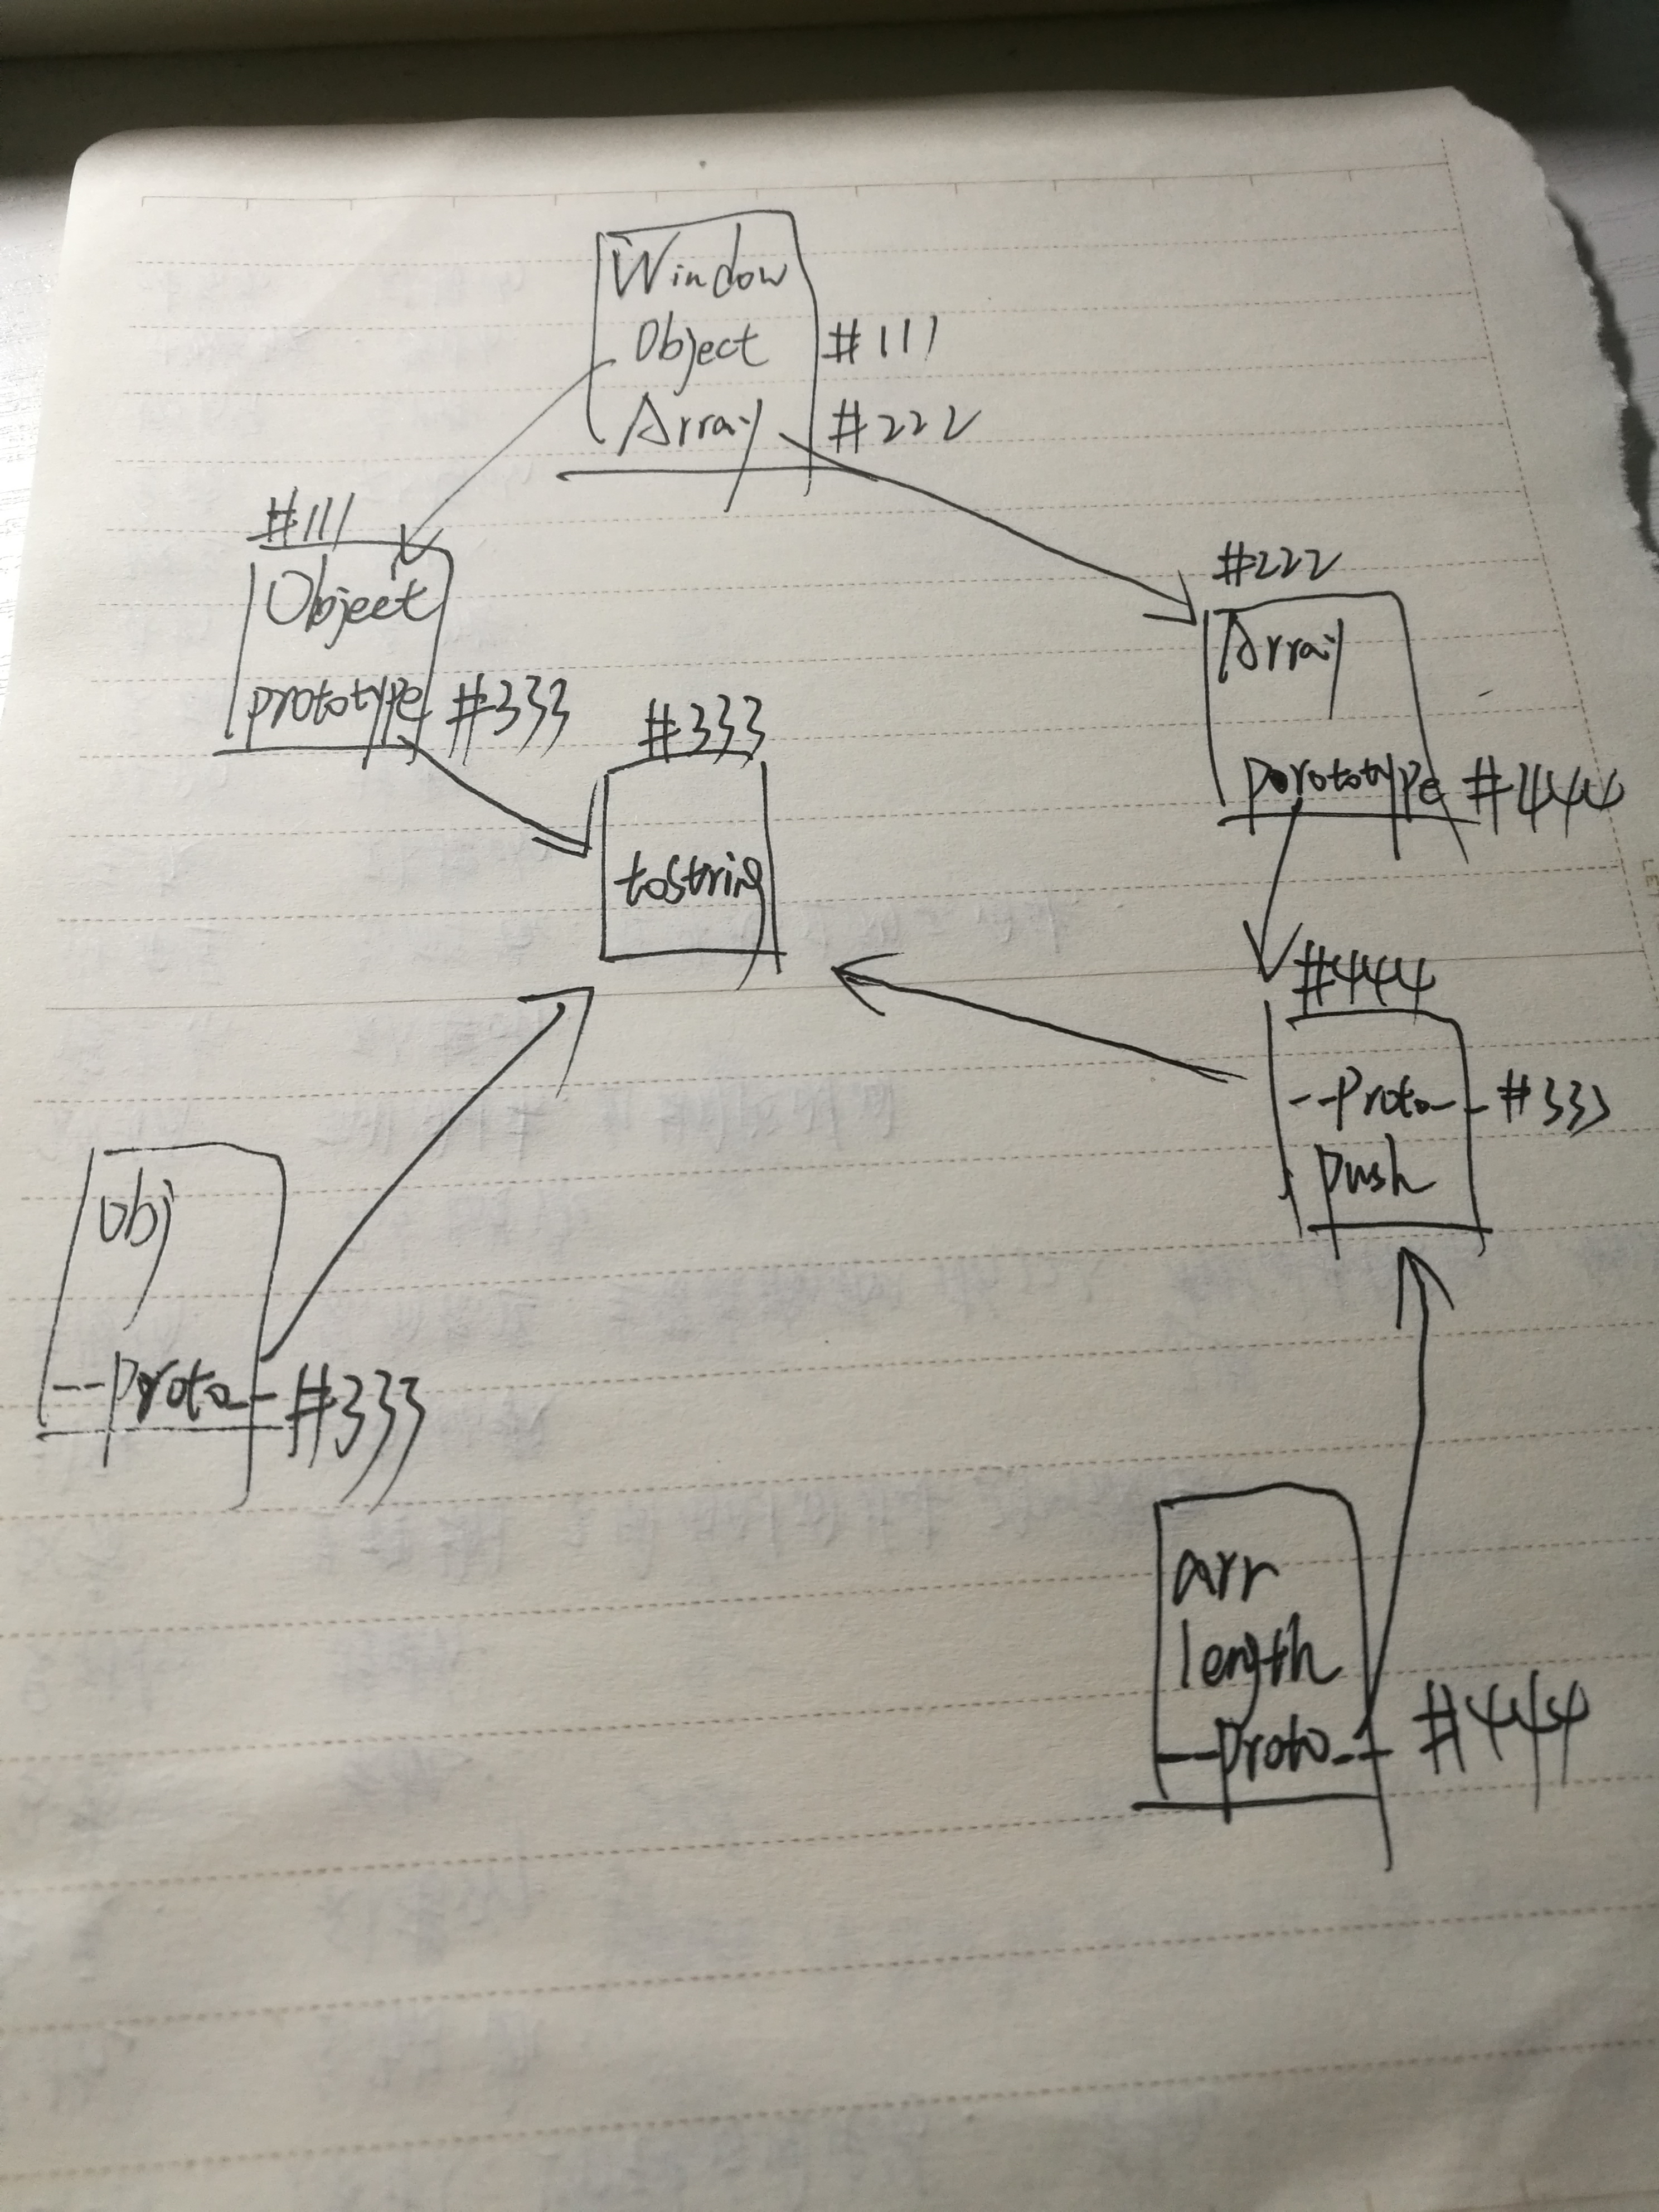 Window
Object #111
Array #222
#111
Object
prototype #333
#333
toString
#222
Array
porototype #444
#444
--Proto-- #333
push
obj
--proto- #333
arr
length
--proto-- #444